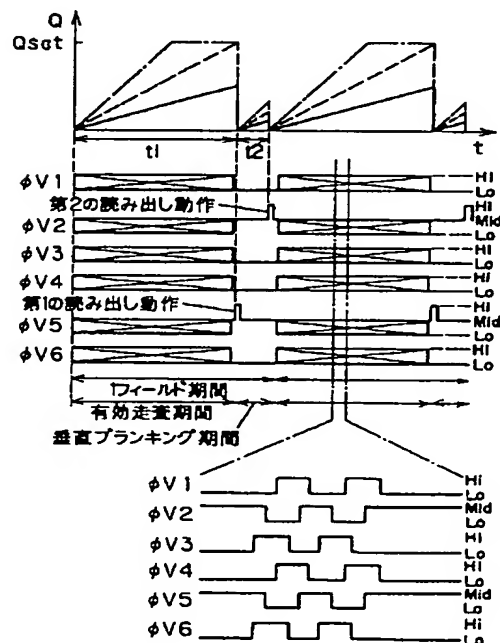 Q
Qsat
t1
t2
t
φV1
Hi
Lo
第2の読み出し動作
Hi
φV2
Mid
Lo
φV3
Hi
Lo
φV4
Hi
Lo
第1の読み出し動作
Hi
φV5
Mid
Lo
φV6
Hi
Lo
1フィールド期間
有効走査期間
垂直ブランキング期間
φV1
Hi
Lo
φV2
Mid
Lo
φV3
Hi
Lo
φV4
Hi
Lo
φV5
Mid
Lo
φV6
Hi
Lo